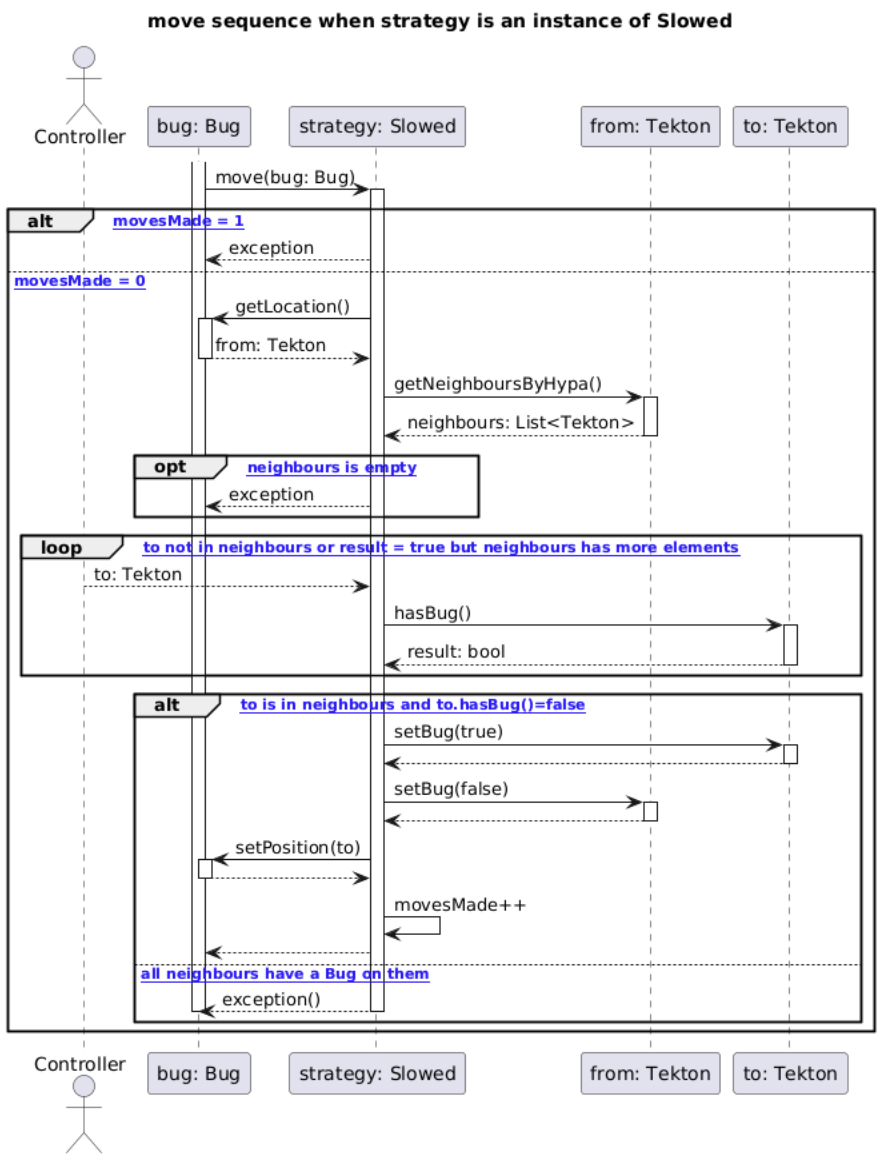 move sequence when strategy is an instance of Slowed
Controller
bug: Bug
strategy: Slowed
from: Tekton
to: Tekton
move(bug: Bug)
alt
movesMade = 1
exception
movesMade = 0
getLocation()
from: Tekton
getNeighboursByHypa()
neighbours: List<Tekton>
opt
neighbours is empty
exception
loop
to not in neighbours or result = true but neighbours has more elements
to: Tekton
hasBug()
result: bool
alt
to is in neighbours and to.hasBug()=false
setBug(true)
setBug(false)
setPosition(to)
movesMade++
all neighbours have a Bug on them
exception()
Controller
bug: Bug
strategy: Slowed
from: Tekton
to: Tekton